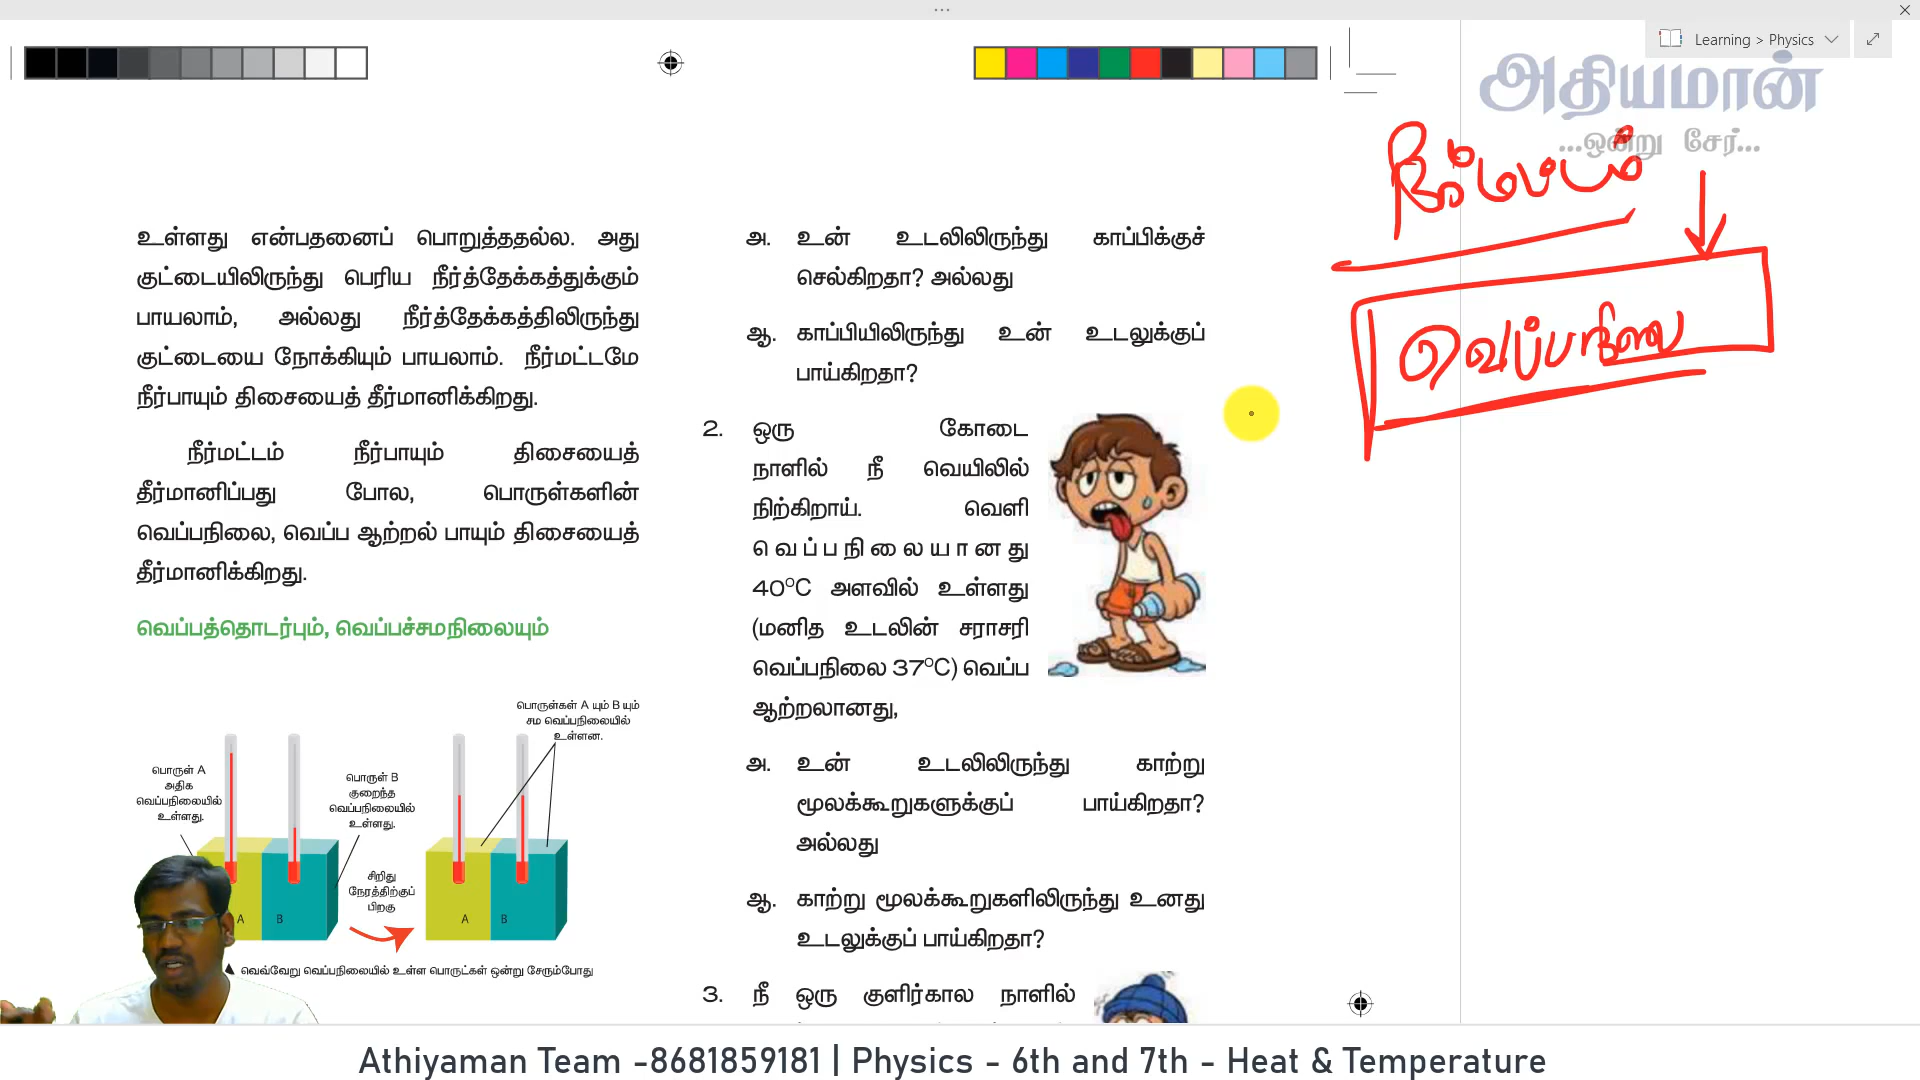 Learning > Physics
அதியமான்
...ஒன்று சேர்...
நீர்மட்டம்
வெப்பநிலை
உள்ளது என்பதனைப் பொறுத்ததல்ல. அது
குட்டையிலிருந்து பெரிய நீர்த்தேக்கத்துக்கும்
பாயலாம், அல்லது நீர்த்தேக்கத்திலிருந்து
குட்டையை நோக்கியும் பாயலாம். நீர்மட்டமே
நீர்பாயும் திசையைத் தீர்மானிக்கிறது.
நீர்மட்டம் நீர்பாயும் திசையைத்
தீர்மானிப்பது போல, பொருள்களின்
வெப்பநிலை, வெப்ப ஆற்றல் பாயும் திசையைத்
தீர்மானிக்கிறது.
வெப்பத்தொடர்பும், வெப்பச்சமநிலையும்
பொருள்கள் A யும் B யும்
சம வெப்பநிலையில்
உள்ளன.
பொருள் A
அதிக
வெப்பநிலையில்
உள்ளது.
பொருள் B
குறைந்த
வெப்பநிலையில்
உள்ளது.
சிறிது
நேரத்திற்குப்
பிறகு
A B
A B
வெவ்வேறு வெப்பநிலையில் உள்ள பொருட்கள் ஒன்று சேரும்போது
அ. உன் உடலிலிருந்து காப்பிக்குச்
செல்கிறதா? அல்லது
ஆ. காப்பியிலிருந்து உன் உடலுக்குப்
பாய்கிறதா?
2. ஒரு கோடை
நாளில் நீ வெயிலில்
நிற்கிறாய். வெளி
வெப்பநிலையானது
40°C அளவில் உள்ளது
(மனித உடலின் சராசரி
வெப்பநிலை 37°C) வெப்ப
ஆற்றலானது,
அ. உன் உடலிலிருந்து காற்று
மூலக்கூறுகளுக்குப் பாய்கிறதா?
அல்லது
ஆ. காற்று மூலக்கூறுகளிலிருந்து உனது
உடலுக்குப் பாய்கிறதா?
3. நீ ஒரு குளிர்கால நாளில்
Athiyaman Team -8681859181 | Physics - 6th and 7th - Heat & Temperature